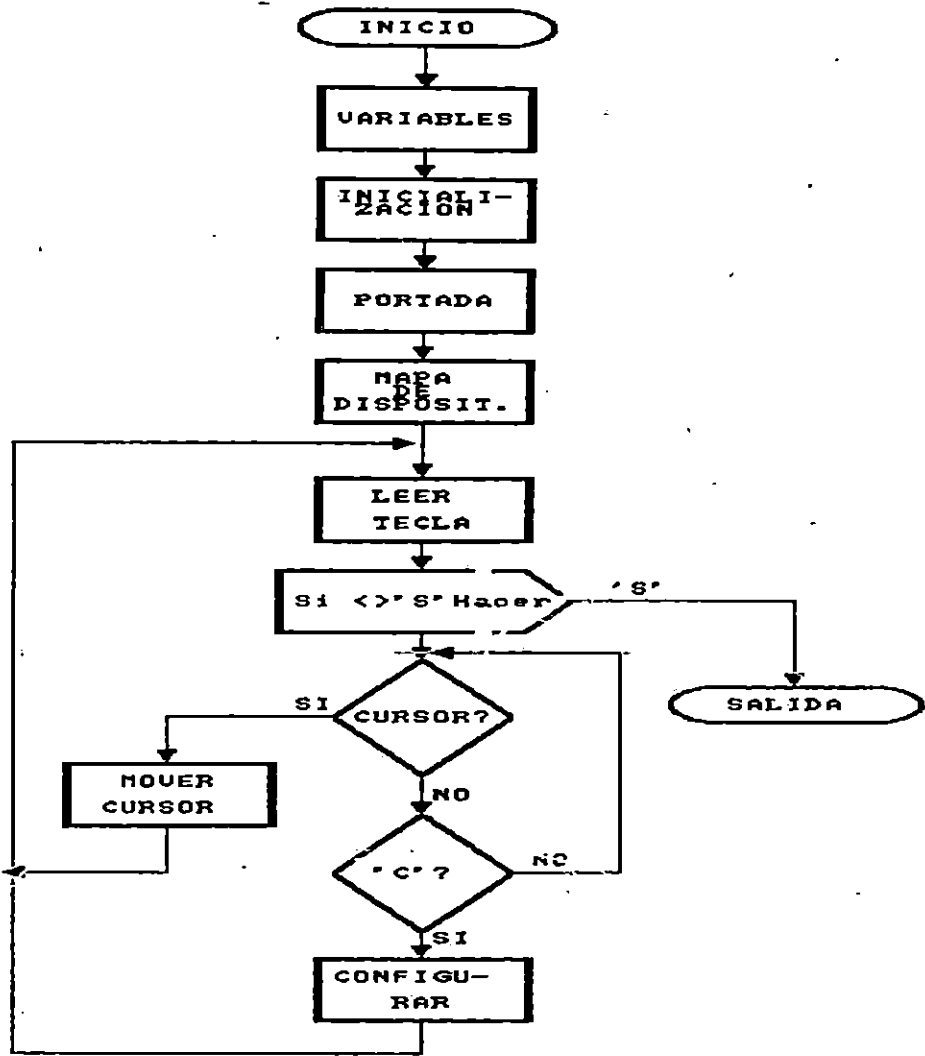 INICIO
VARIABLES
INICIALI-
ZACION
PORTADA
MAPA
DE
DISPOSIT.
LEER
TECLA
Si <>"S"Hacer
'S'
SALIDA
CURSOR?
SI
MOVER
CURSOR
NO
"C"?
NO
SI
CONFIGU-
RAR